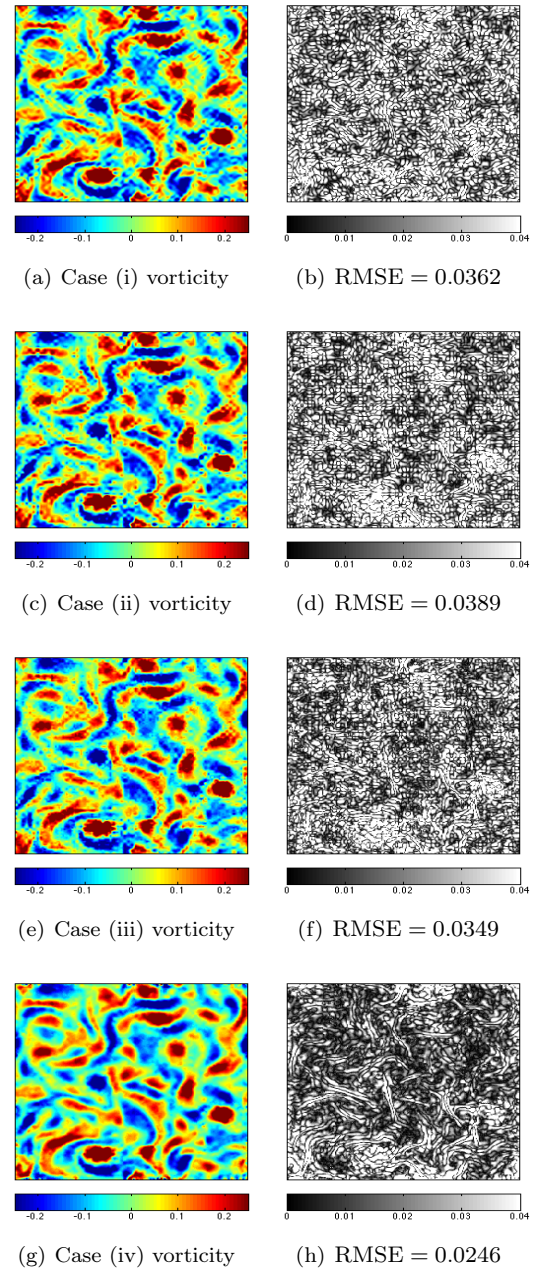 -0.2 -0.1 0 0.1 0.2
0 0.01 0.02 0.03 0.04
(a) Case (i) vorticity
(b) RMSE = 0.0362
-0.2 -0.1 0 0.1 0.2
0 0.01 0.02 0.03 0.04
(c) Case (ii) vorticity
(d) RMSE = 0.0389
-0.2 -0.1 0 0.1 0.2
0 0.01 0.02 0.03 0.04
(e) Case (iii) vorticity
(f) RMSE = 0.0349
-0.2 -0.1 0 0.1 0.2
0 0.01 0.02 0.03 0.04
(g) Case (iv) vorticity
(h) RMSE = 0.0246